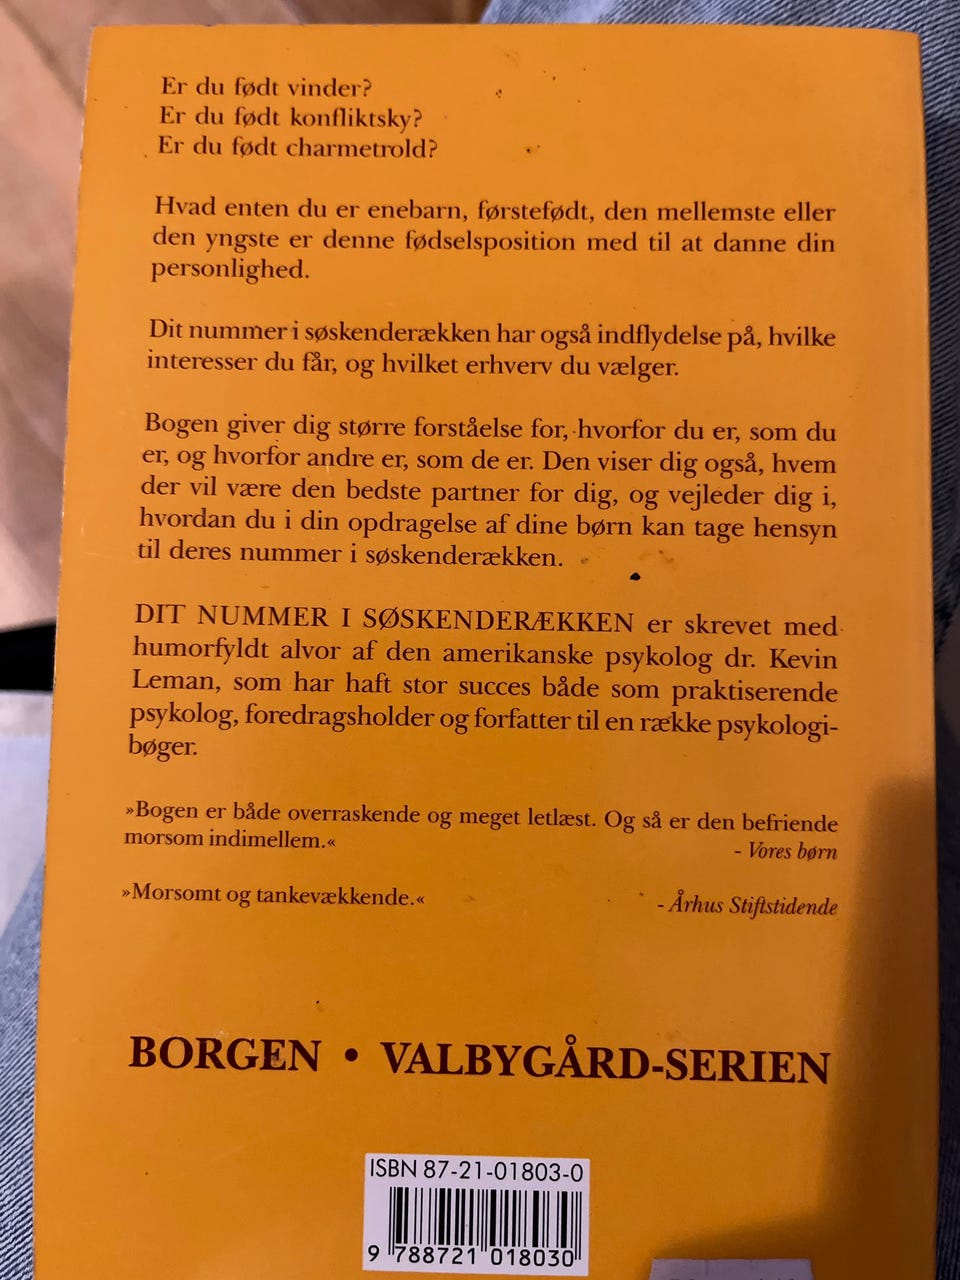 Er du født vinder?
Er du født konfliktsky?
Er du født charmetrold?
Hvad enten du er enebarn, førstefødt, den mellemste eller
den yngste er denne fødselsposition med til at danne din
personlighed.
Dit nummer i søskenderækken har også indflydelse på, hvilke
interesser du får, og hvilket erhverv du vælger.
Bogen giver dig større forståelse for, hvorfor du er, som du
er, og hvorfor andre er, som de er. Den viser dig også, hvem
der vil være den bedste partner for dig, og vejleder dig i,
hvordan du i din opdragelse af dine børn kan tage hensyn
til deres nummer i søskenderækken.
DIT NUMMER I SØSKENDERÆKKEN er skrevet med
humorfyldt alvor af den amerikanske psykolog dr. Kevin
Leman, som har haft stor succes både som praktiserende
psykolog, foredragsholder og forfatter til en række psykologi-
bøger.
»Bogen er både overraskende og meget letlæst. Og så er den befriende
morsom indimellem.«
- Vores børn
»Morsomt og tankevækkende.«
- Århus Stiftstidende
BORGEN • VALBYGÅRD-SERIEN
ISBN 87-21-01803-0
9 788721 018030